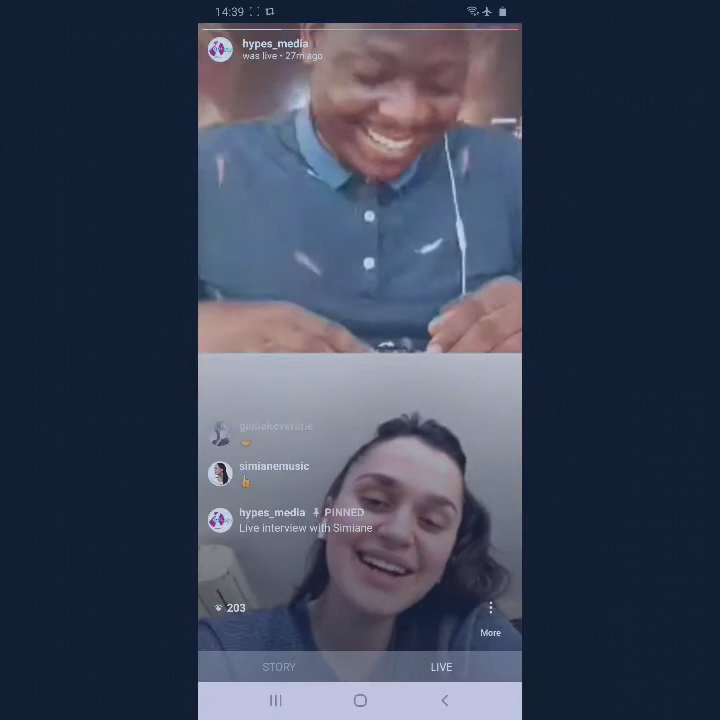 14:39
hypes_media
was live • 27m ago
simianemusic
hypes_media PINNED
Live interview with Simiane
203
More
STORY LIVE